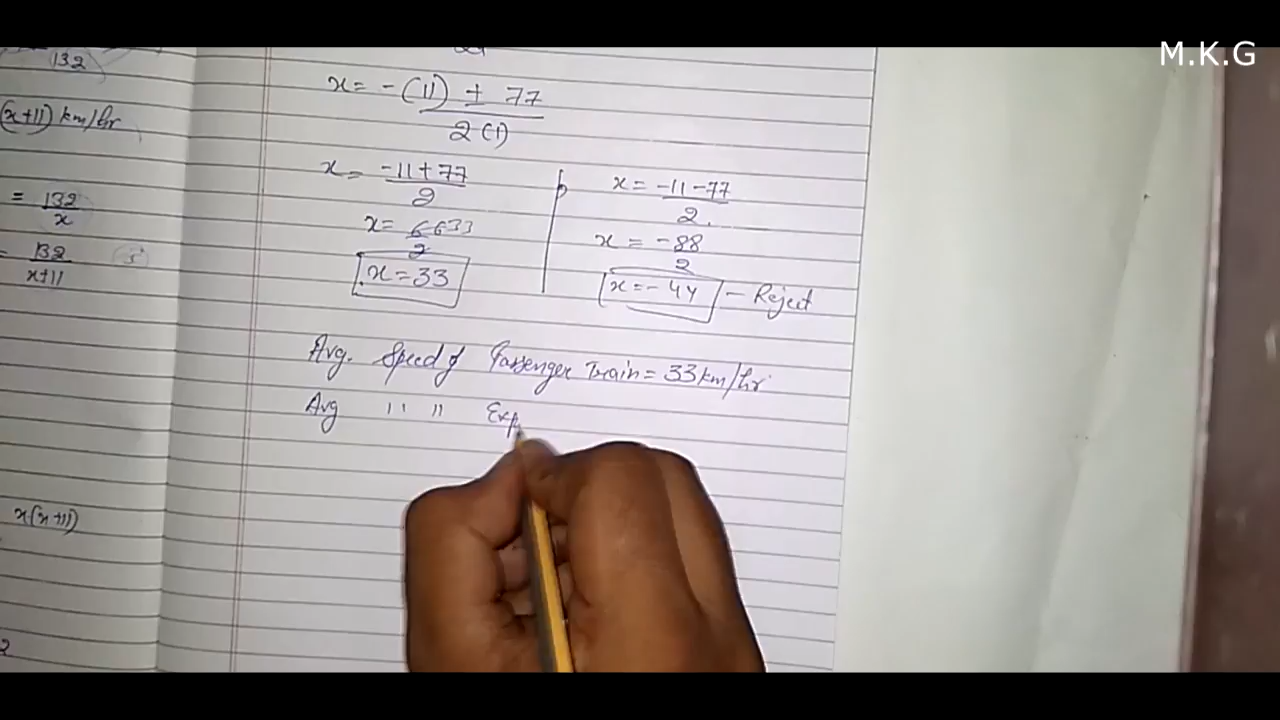 M.K.G
132
(x+11) km/hr
= 132/x
= 132/(x+11)
x(x+11)
2
x = -(11) ± 77
2(1)
x = -11+77
2
x = 66 33
2
x = 33
x = -11-77
2.
x = -88
2
x = -44 - Reject
Avg. Speed of Passenger Train = 33 km/hr
Avg " " Exp